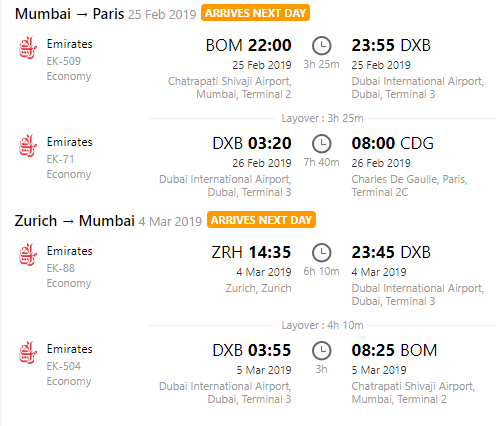 Mumbai → Paris 25 Feb 2019 ARRIVES NEXT DAY
Emirates
EK-509
Economy
BOM 22:00
25 Feb 2019
Chatrapati Shivaji Airport,
Mumbai, Terminal 2
3h 25m
23:55 DXB
25 Feb 2019
Dubai International Airport,
Dubai, Terminal 3
Layover : 3h 25m
Emirates
EK-71
Economy
DXB 03:20
26 Feb 2019
Dubai International Airport,
Dubai, Terminal 3
7h 40m
08:00 CDG
26 Feb 2019
Charles De Gaulle, Paris,
Terminal 2C
Zurich → Mumbai 4 Mar 2019 ARRIVES NEXT DAY
Emirates
EK-88
Economy
ZRH 14:35
4 Mar 2019
Zurich, Zurich
6h 10m
23:45 DXB
4 Mar 2019
Dubai International Airport,
Dubai, Terminal 3
Layover : 4h 10m
Emirates
EK-504
Economy
DXB 03:55
5 Mar 2019
Dubai International Airport,
Dubai, Terminal 3
3h
08:25 BOM
5 Mar 2019
Chatrapati Shivaji Airport,
Mumbai, Terminal 2